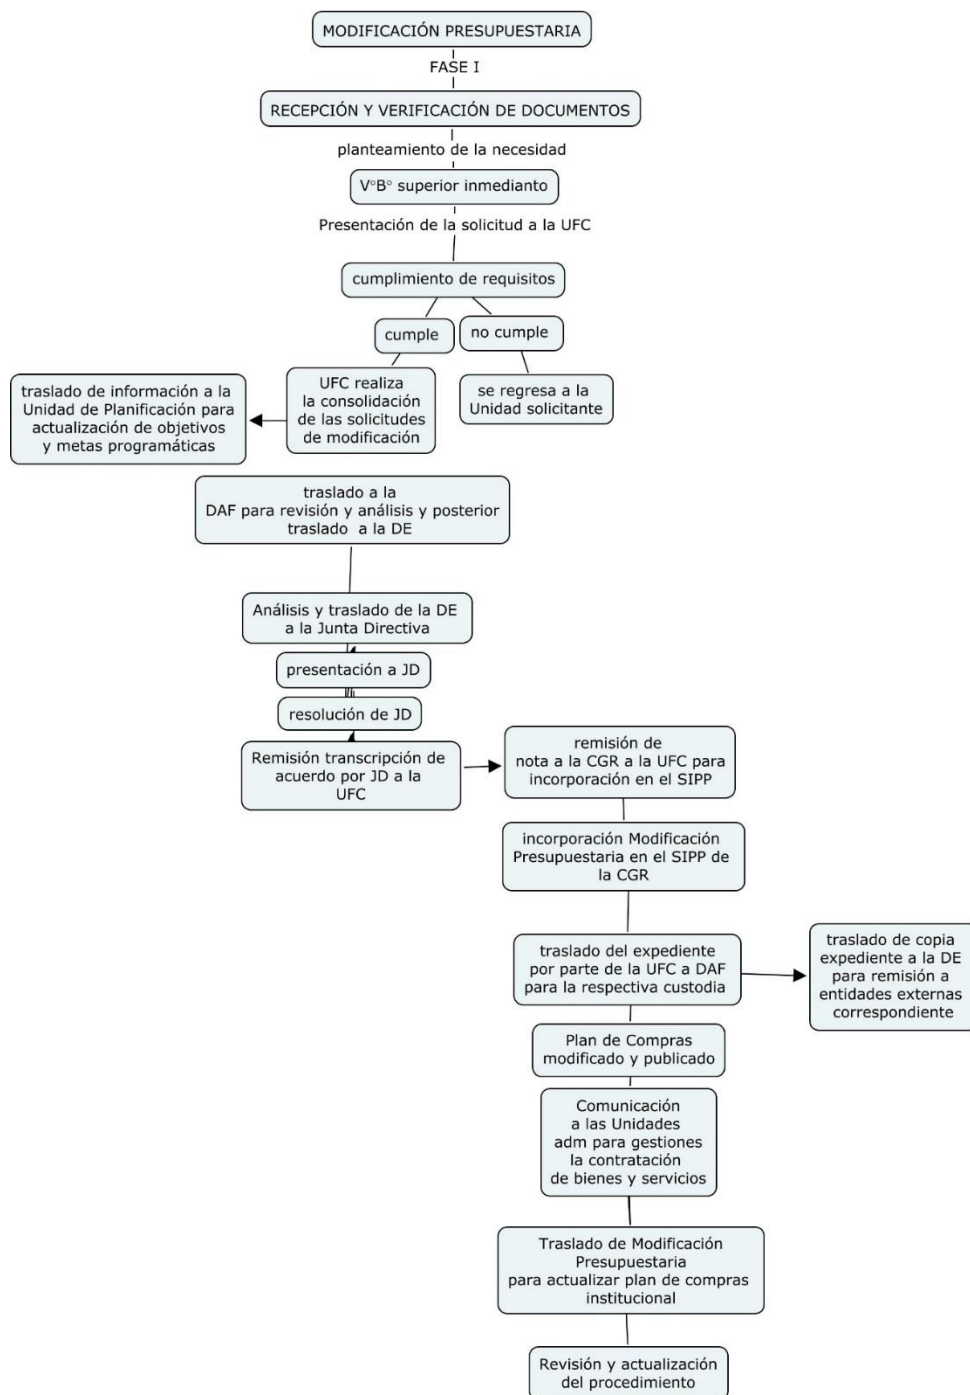 MODIFICACIÓN PRESUPUESTARIA
FASE I
RECEPCIÓN Y VERIFICACIÓN DE DOCUMENTOS
planteamiento de la necesidad
V°B° superior inmedianto
Presentación de la solicitud a la UFC
cumplimiento de requisitos
cumple
no cumple
traslado de información a la
Unidad de Planificación para
actualización de objetivos
y metas programáticas
UFC realiza
la consolidación
de las solicitudes
de modificación
se regresa a la
Unidad solicitante
traslado a la
DAF para revisión y análisis y posterior
traslado a la DE
Análisis y traslado de la DE
a la Junta Directiva
presentación a JD
resolución de JD
Remisión transcripción de
acuerdo por JD a la
UFC
remisión de
nota a la CGR a la UFC para
incorporación en el SIPP
incorporación Modificación
Presupuestaria en el SIPP de
la CGR
traslado del expediente
por parte de la UFC a DAF
para la respectiva custodia
traslado de copia
expediente a la DE
para remisión a
entidades externas
correspondiente
Plan de Compras
modificado y publicado
Comunicación
a las Unidades
adm para gestiones
la contratación
de bienes y servicios
Traslado de Modificación
Presupuestaria
para actualizar plan de compras
institucional
Revisión y actualización
del procedimiento